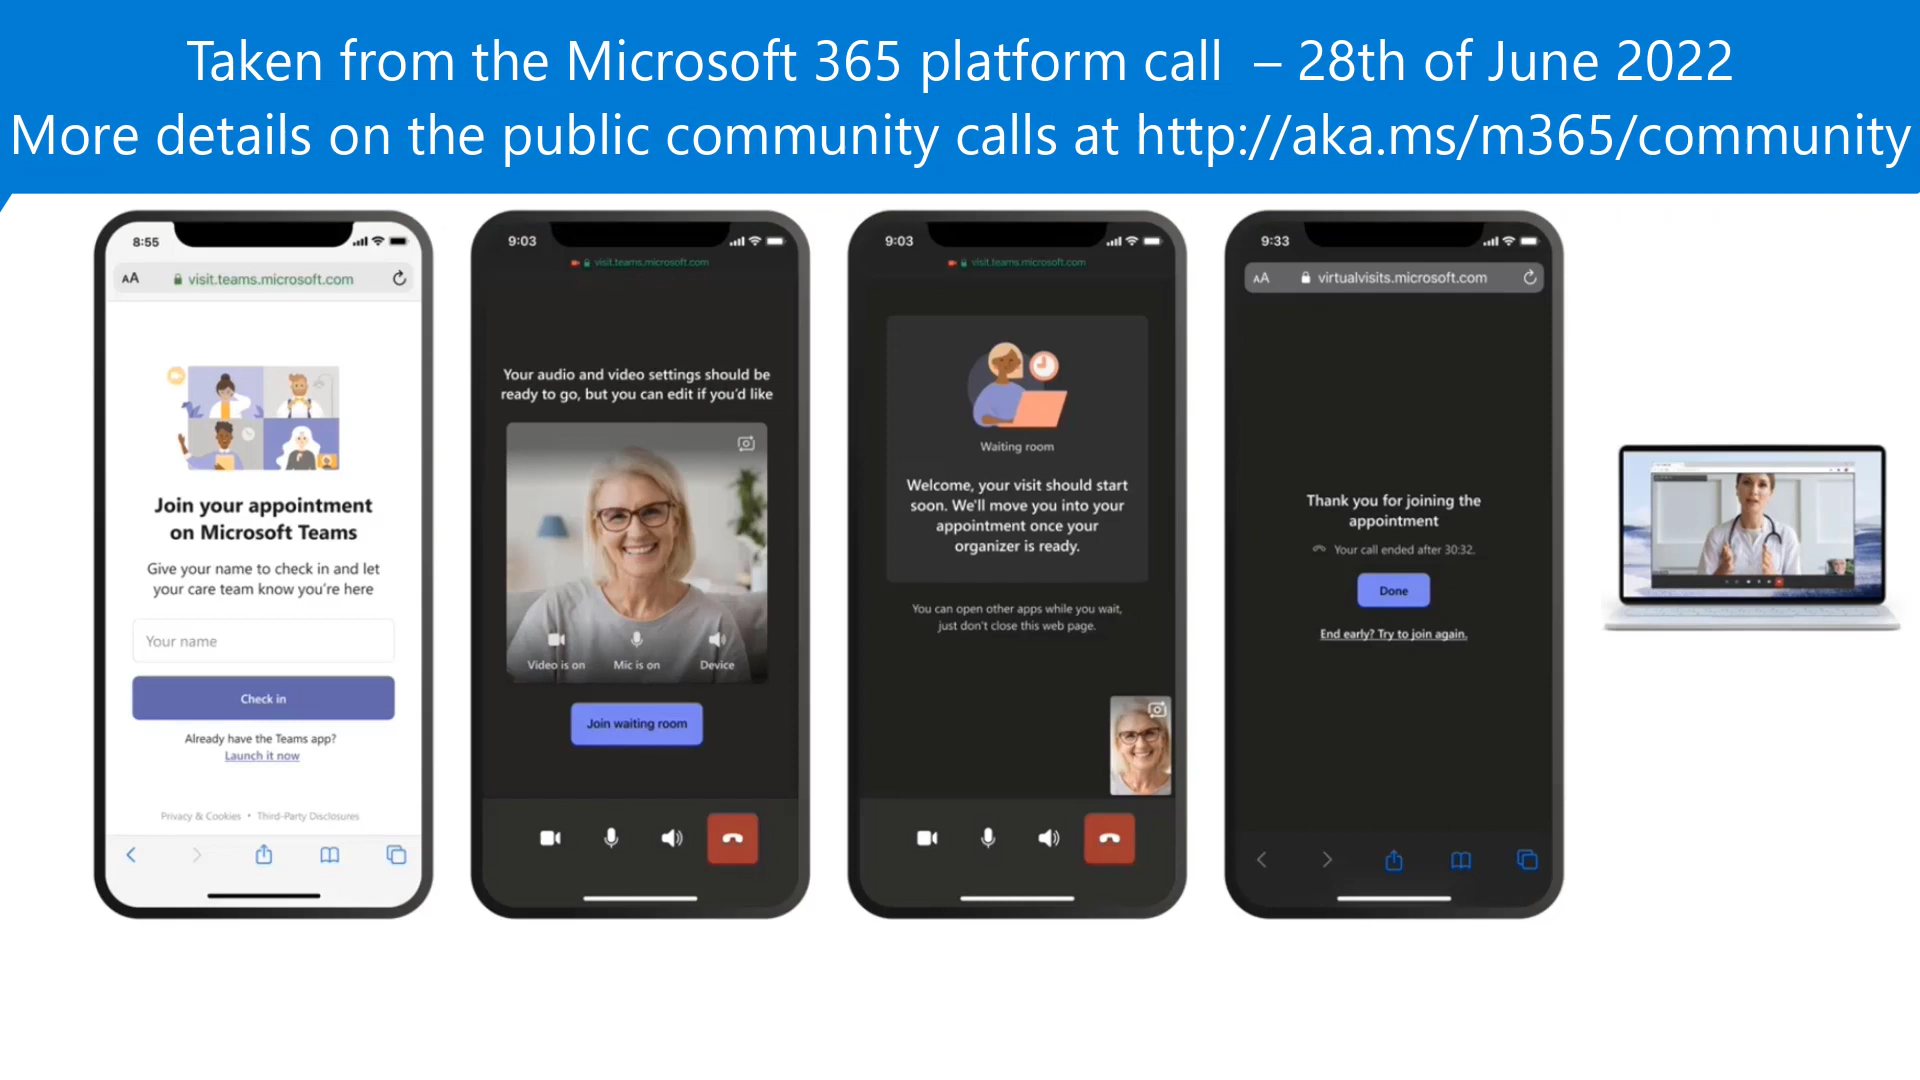 Taken from the Microsoft 365 platform call – 28th of June 2022
More details on the public community calls at http://aka.ms/m365/community
8:55
AA
visit.teams.microsoft.com
Join your appointment
on Microsoft Teams
Give your name to check in and let
your care team know you're here
Your name
Check in
Already have the Teams app?
Launch it now
Privacy & Cookies • Third-Party Disclosures
9:03
visit.teams.microsoft.com
Your audio and video settings should be
ready to go, but you can edit if you'd like
Video is on Mic is on Device
Join waiting room
9:03
visit.teams.microsoft.com
Waiting room
Welcome, your visit should start
soon. We'll move you into your
appointment once your
organizer is ready.
You can open other apps while you wait,
just don't close this web page.
9:33
AA
virtualvisits.microsoft.com
Thank you for joining the
appointment
Your call ended after 30:32.
Done
End early? Try to join again.